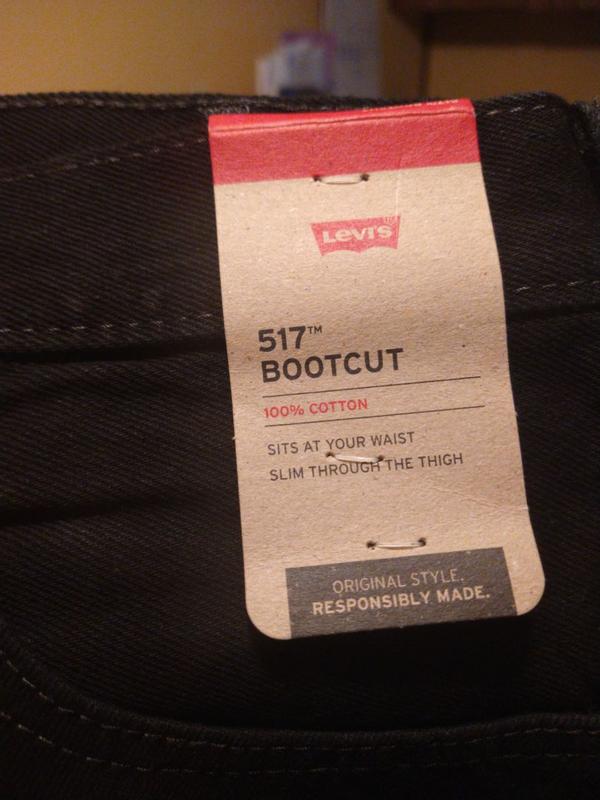 Levi's
517™
BOOTCUT
100% COTTON
SITS AT YOUR WAIST
SLIM THROUGH THE THIGH
ORIGINAL STYLE.
RESPONSIBLY MADE.